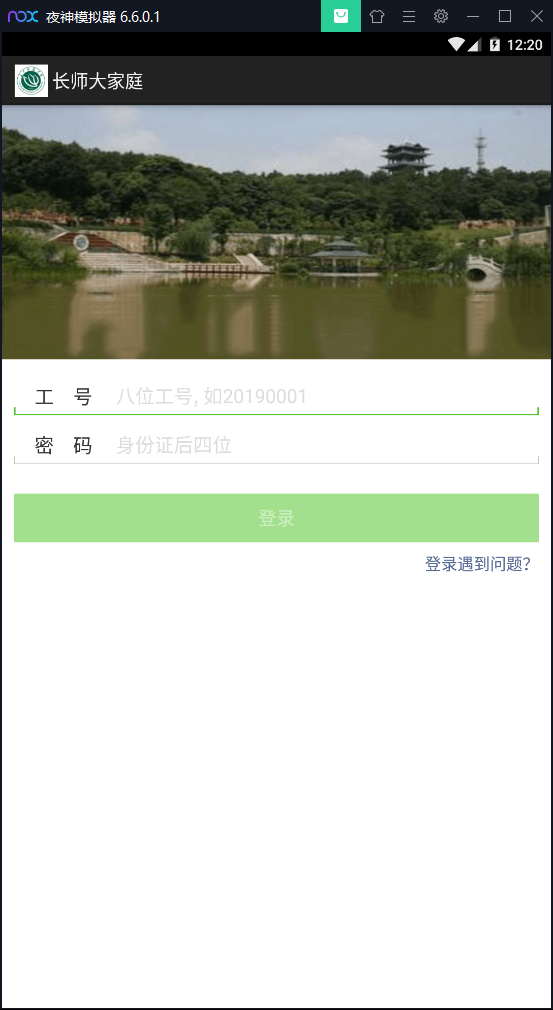 nox 夜神模拟器 6.6.0.1
12:20
长师大家庭
工 号 八位工号, 如20190001
密 码 身份证后四位
登录
登录遇到问题?